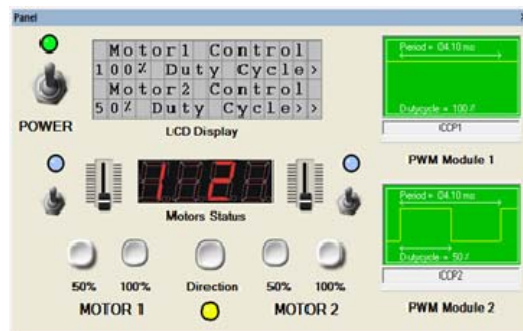 Panel
Motor1 Control
100% Duty Cycle>
Motor2 Control
50% Duty Cycle>>
POWER
LCD Display
Period = 04.10 ms
Dutycycle = 100%
CCP1
PWM Module 1
1 2
Motors Status
Period = 04.10 ms
Dutycycle = 50%
CCP2
PWM Module 2
50% 100% Direction 50% 100%
MOTOR 1 MOTOR 2